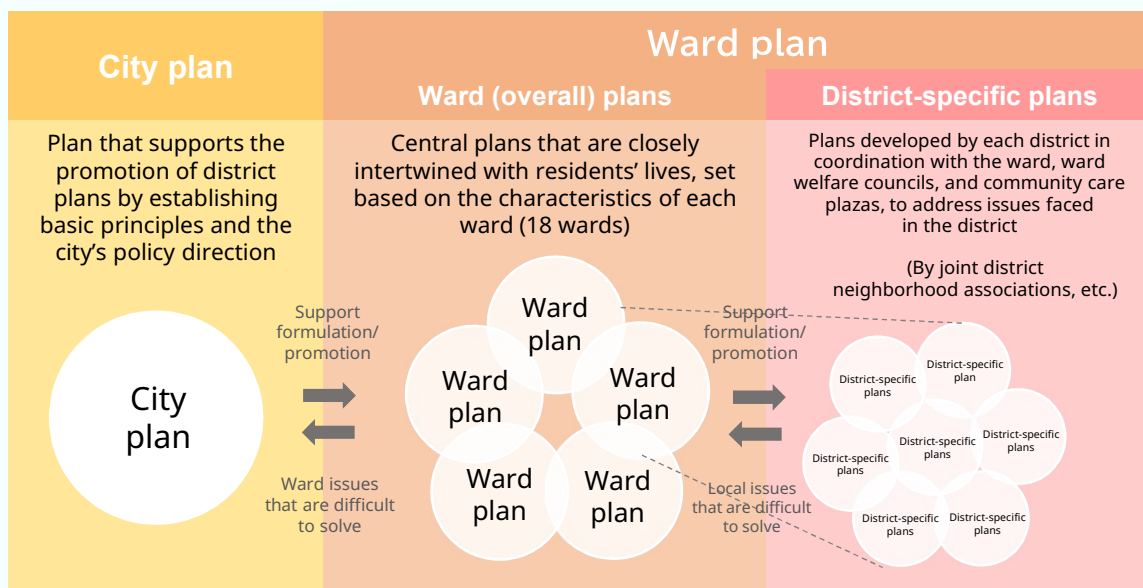 City plan
Ward plan
Ward (overall) plans
District-specific plans
Plan that supports the
promotion of district
plans by establishing
basic principles and the
city's policy direction
Central plans that are closely
intertwined with residents' lives, set
based on the characteristics of each
ward (18 wards)
Plans developed by each district in
coordination with the ward, ward
welfare councils, and community care
plazas, to address issues faced
in the district
(By joint district
neighborhood associations, etc.)
City
plan
Support
formulation/
promotion
Ward issues
that are difficult
to solve
Ward
plan
Ward
plan
Ward
plan
Ward
plan
Ward
plan
Support
formulation/
promotion
Local issues
that are difficult
to solve
District-specific
plan
District-specific
plans
District-specific
plans
District-specific
plans
District-specific
plans
District-specific
plans
District-specific
plans